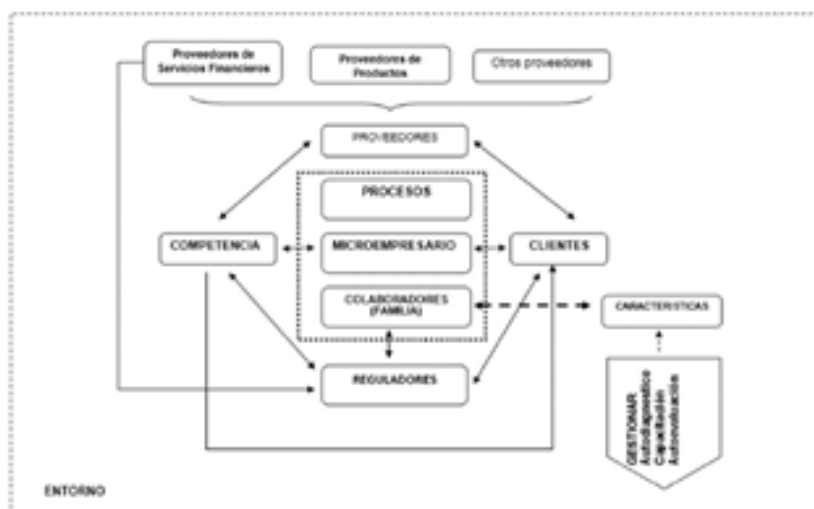 Proveedores de
Servicios Financieros
Proveedores de
Productos
Otros proveedores
PROVEEDORES
PROCESOS
COMPETENCIA
MICROEMPRESARIO
CLIENTES
COLABORADORES
(FAMILIA)
CARACTERISTICAS
REGULADORES
GESTIONAR
Autodiagnóstico
Capacitación
Autoevaluación
ENTORNO